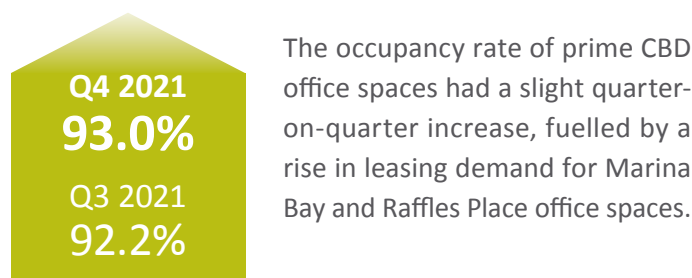 Q4 2021
93.0%
Q3 2021
92.2%
The occupancy rate of prime CBD
office spaces had a slight quarter-
on-quarter increase, fuelled by a
rise in leasing demand for Marina
Bay and Raffles Place office spaces.